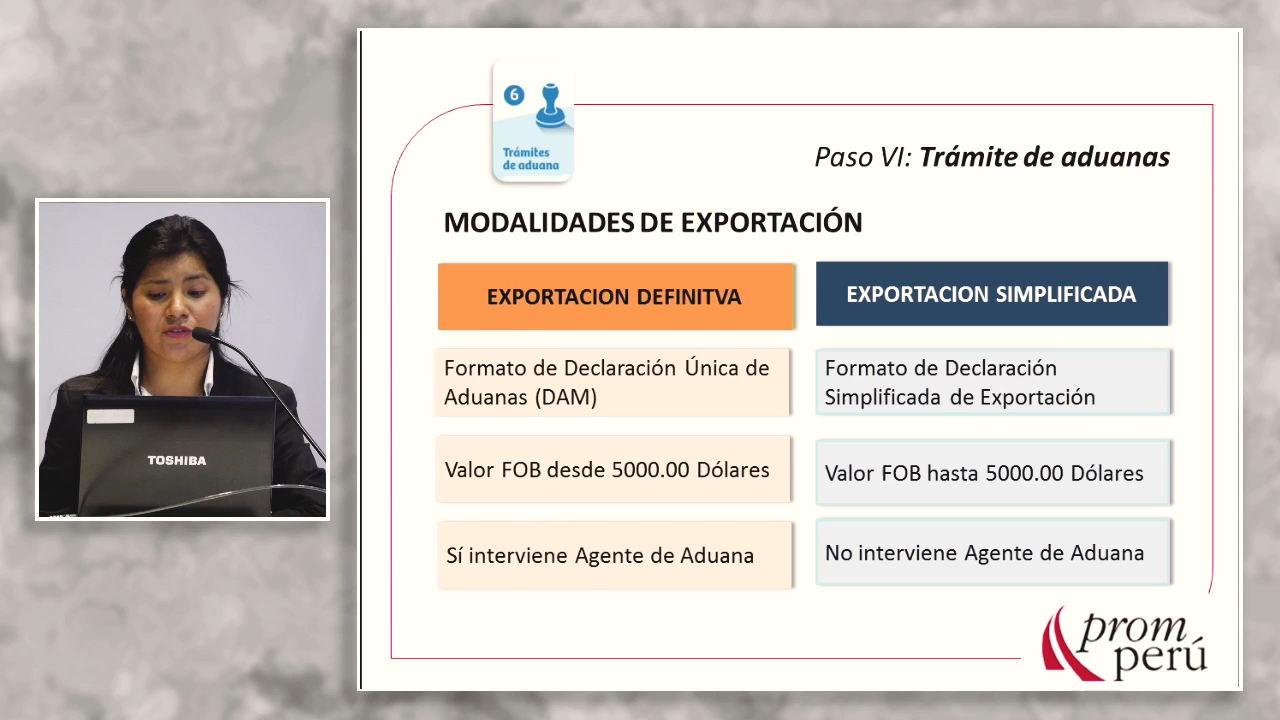 6
Trámites
de aduana
Paso VI: Trámite de aduanas
MODALIDADES DE EXPORTACIÓN
EXPORTACION DEFINITVA
EXPORTACION SIMPLIFICADA
Formato de Declaración Única de
Aduanas (DAM)
Formato de Declaración
Simplificada de Exportación
Valor FOB desde 5000.00 Dólares
Valor FOB hasta 5000.00 Dólares
Sí interviene Agente de Aduana
No interviene Agente de Aduana
TOSHIBA
prom
perú